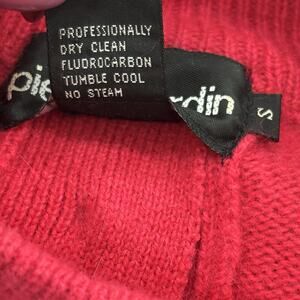 PROFESSIONALLY
DRY CLEAN
FLUOROCARBON
TUMBLE COOL
NO STEAM
pie rdin
S